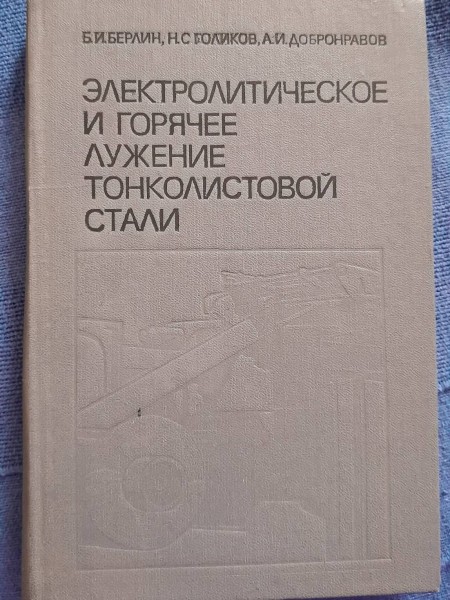 Б.И.БЕРЛИН, Н.С.ГОЛИКОВ, А.И.ДОБРОНРАВОВ
ЭЛЕКТРОЛИТИЧЕСКОЕ
И ГОРЯЧЕЕ
ЛУЖЕНИЕ
ТОНКОЛИСТОВОЙ
СТАЛИ